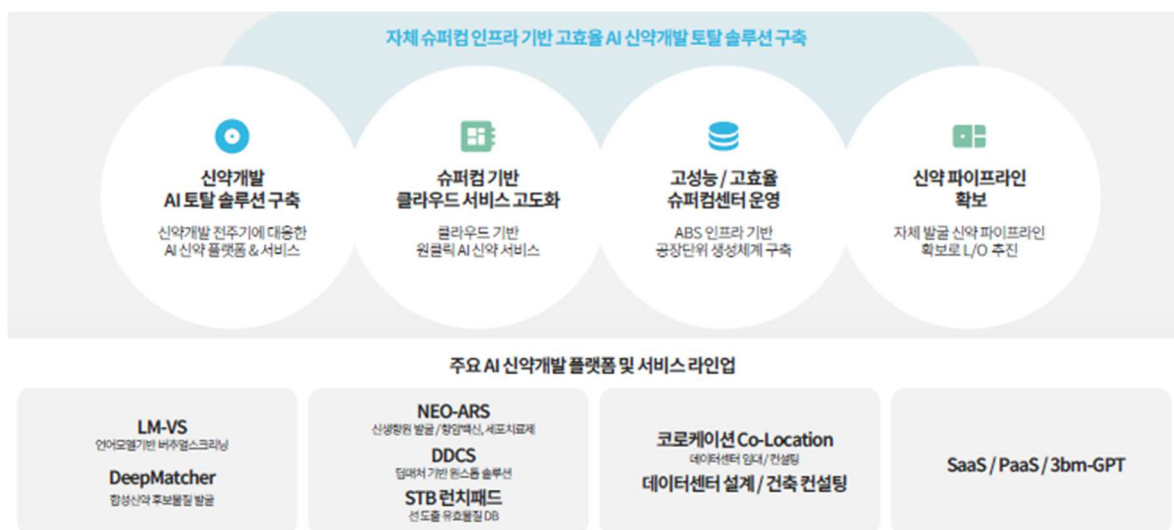 자체 슈퍼컴 인프라 기반 고효율 AI 신약개발 토탈 솔루션 구축
신약개발
AI 토탈 솔루션 구축
신약개발 전주기에 대응한
AI 신약 플랫폼 & 서비스
슈퍼컴 기반
클라우드 서비스 고도화
클라우드 기반
원클릭 AI 신약 서비스
고성능 / 고효율
슈퍼컴센터 운영
ABS 인프라 기반
공장단위 생성체계 구축
신약 파이프라인
확보
자체 발굴 신약 파이프라인
확보로 L/O 추진
주요 AI 신약개발 플랫폼 및 서비스 라인업
LM-VS
언어모델기반 버추얼스크리닝
DeepMatcher
합성신약 후보물질 발굴
NEO-ARS
신생항원 발굴 / 항암백신, 세포치료제
DDCS
딥매처 기반 원스톱 솔루션
STB 런치패드
선도출 유효물질 DB
코로케이션 Co-Location
데이터센터 임대 / 컨설팅
데이터센터 설계 / 건축 컨설팅
SaaS / PaaS / 3bm-GPT